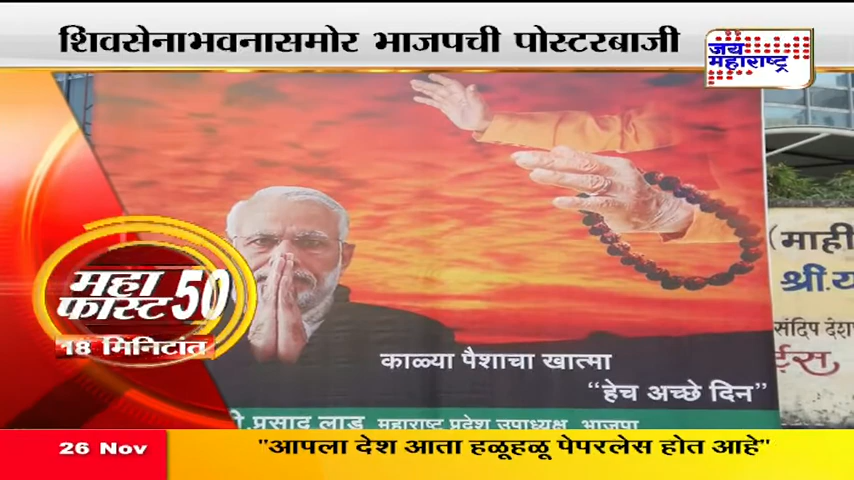 शिवसेनाभवनासमोर भाजपची पोस्टरबाजी
जय
महाराष्ट्र
महा
फास्ट 50
18 मिनिटांत
काळ्या पैशाचा खात्मा
“हेच अच्छे दिन”
प्रसाद लाड महाराष्ट्र प्रदेश उपाध्यक्ष, भाजपा
(माही
श्री.य
संदिप देश
र्ट्स
26 Nov
"आपला देश आता हळूहळू पेपरलेस होत आहे"